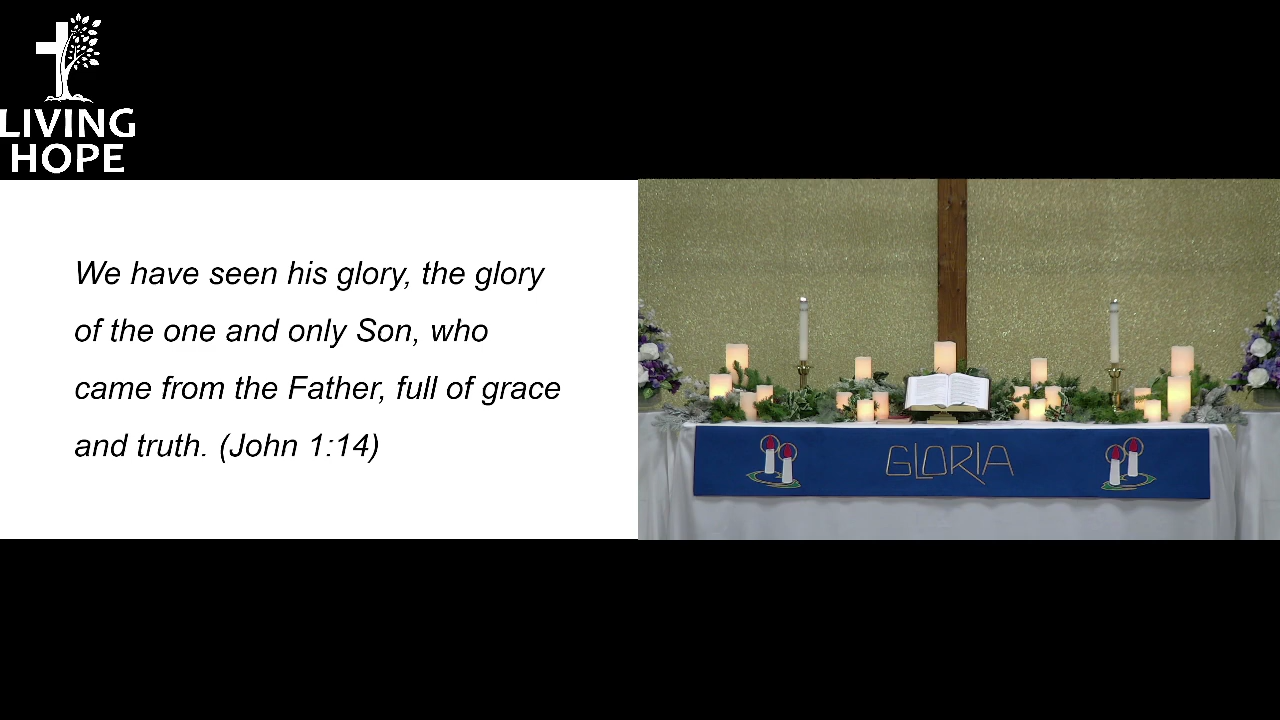 LIVING
HOPE
We have seen his glory, the glory
of the one and only Son, who
came from the Father, full of grace
and truth. (John 1:14)
GLORIA